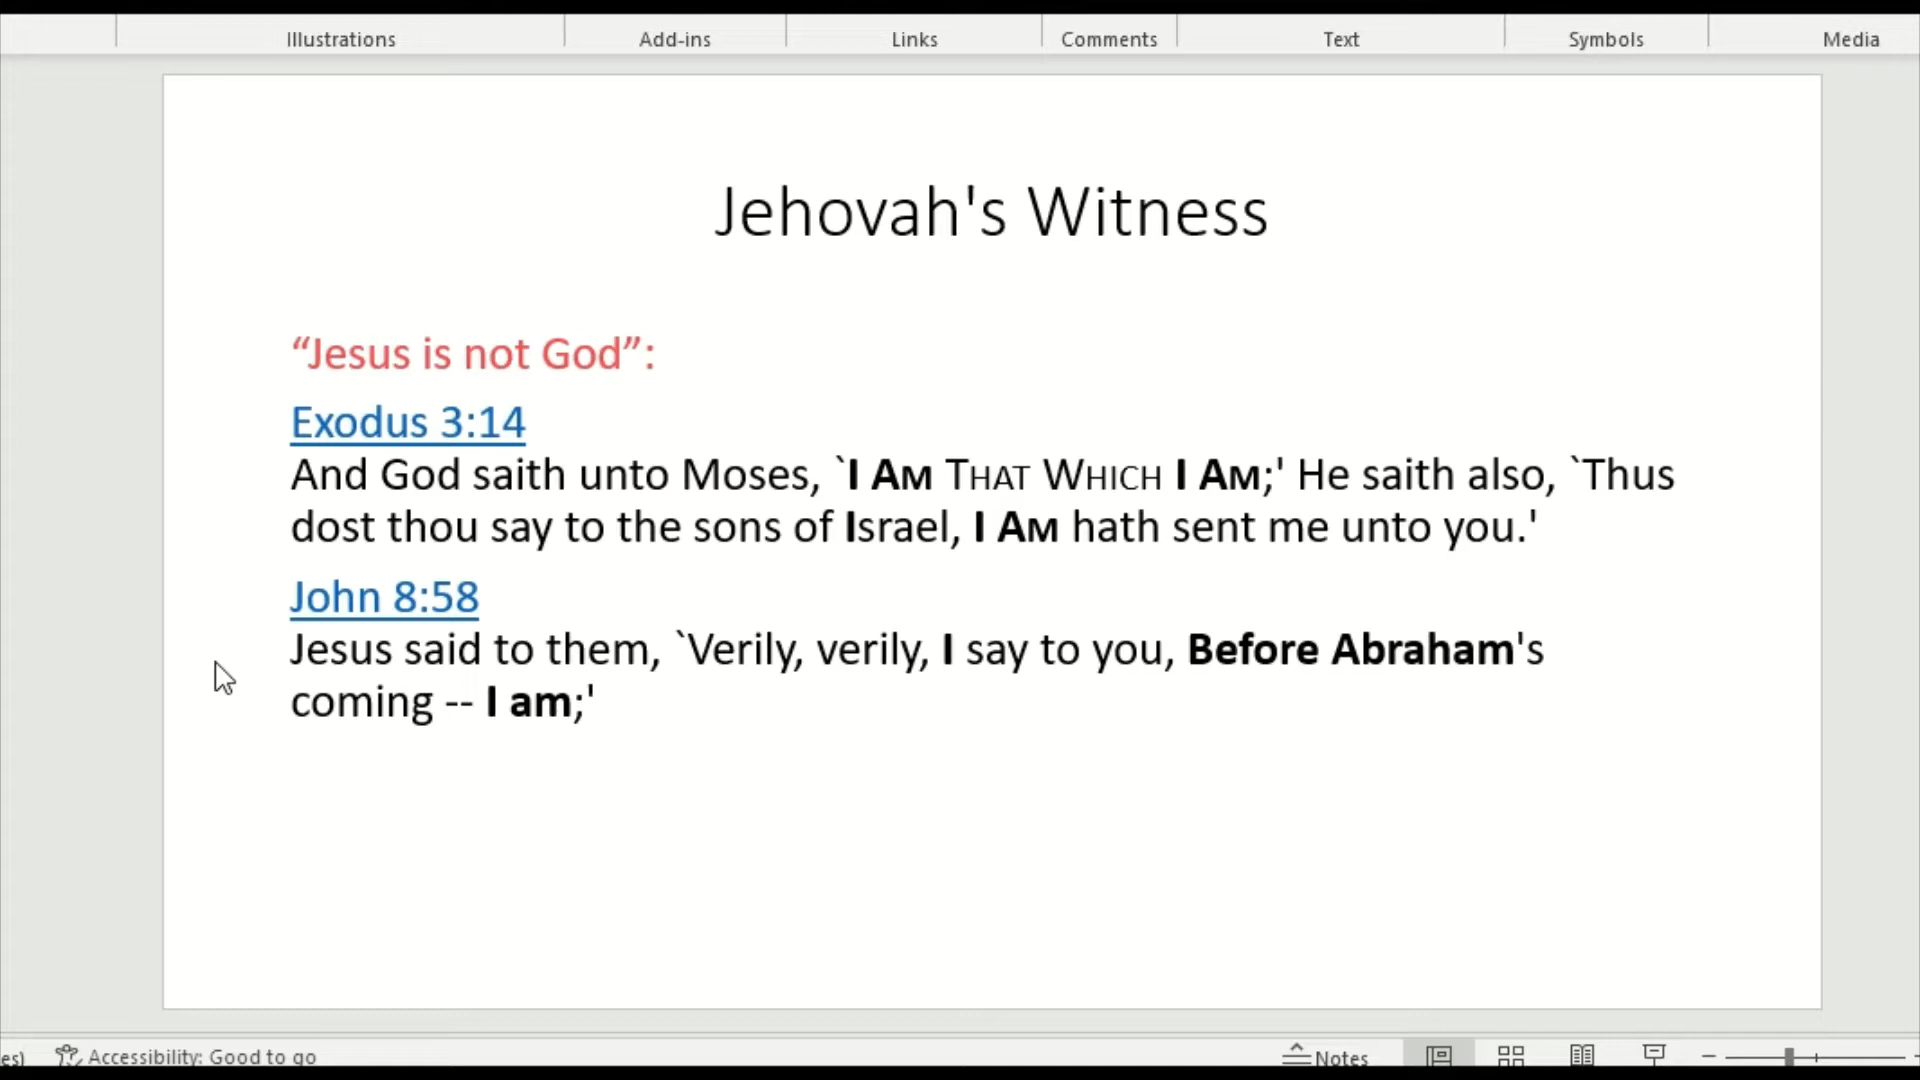 Illustrations Add-ins Links Comments Text Symbols Media
Jehovah's Witness
“Jesus is not God”:
Exodus 3:14
And God saith unto Moses, `I Am That Which I Am;' He saith also, `Thus
dost thou say to the sons of Israel, I Am hath sent me unto you.'
John 8:58
Jesus said to them, `Verily, verily, I say to you, Before Abraham's
coming -- I am;'
es) Accessibility: Good to go Notes